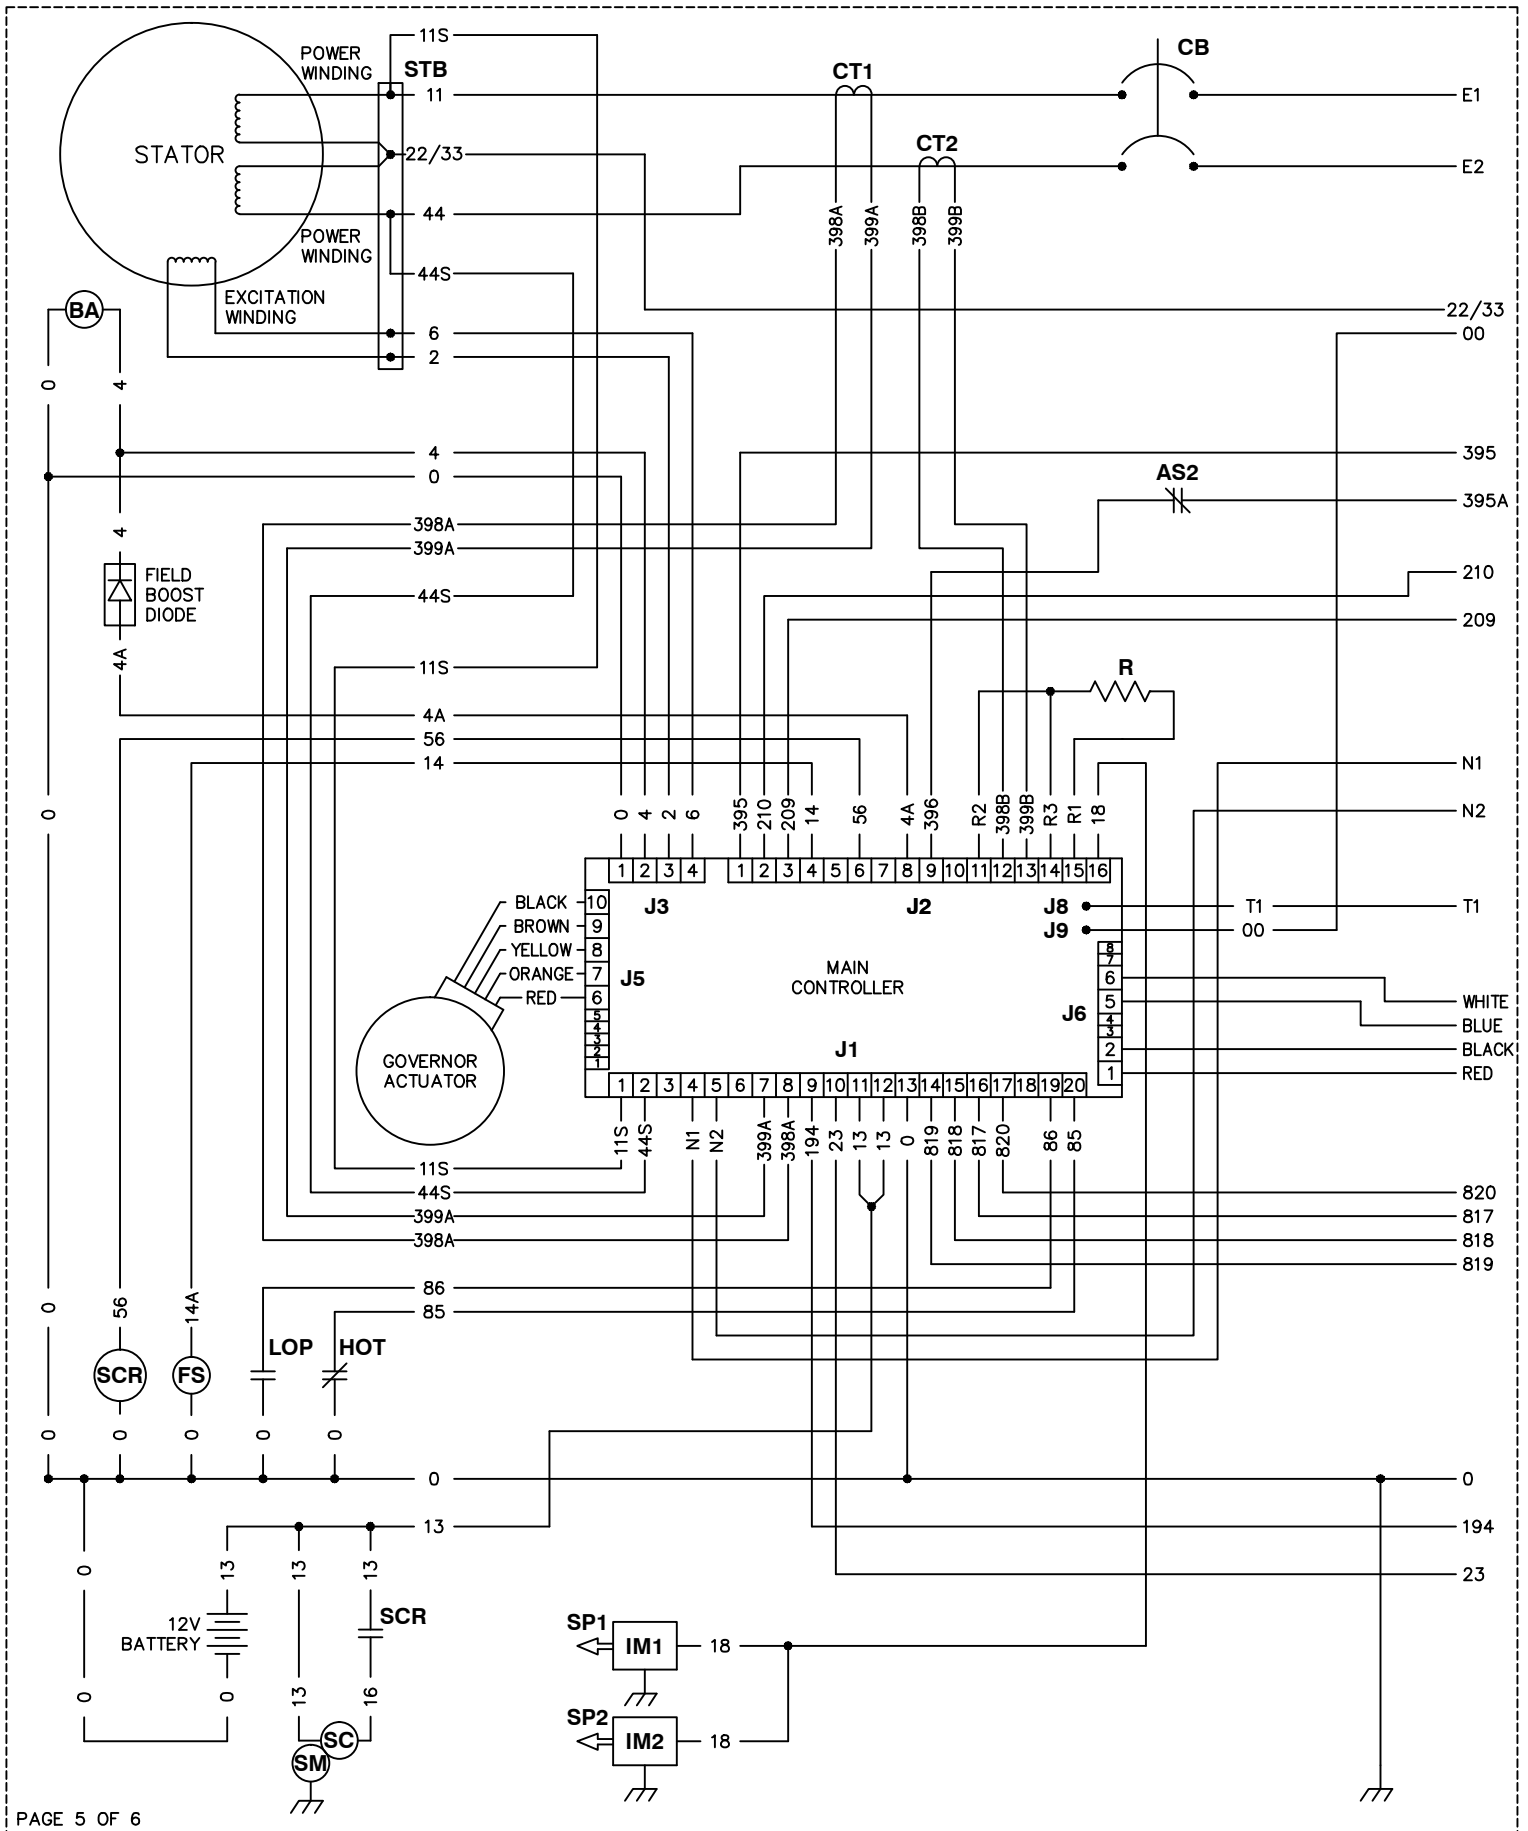 11S
POWER
WINDING
STB
11
CT1
CB
E1
STATOR
22/33
CT2
E2
44
398A
399A
398B
399B
POWER
WINDING
44S
EXCITATION
WINDING
BA
22/33
6
00
2
0
4
4
395
0
AS2
395A
4
398A
399A
FIELD
BOOST
DIODE
210
44S
209
4A
11S
R
4A
56
14
N1
0
0
4
2
6
395
210
209
14
56
4A
396
R2
398B
399B
R3
R1
18
N2
1 2 3 4
1 2 3 4 5 6 7 8 9 10 11 12 13 14 15 16
BLACK
10
J3
J2
J8
T1
T1
BROWN
9
J9
00
YELLOW
8
8
7
ORANGE
7
J5
MAIN
CONTROLLER
6
RED
6
5
WHITE
5
4
3
2
1
J6
4
3
BLUE
J1
2
BLACK
GOVERNOR
ACTUATOR
1
RED
1 2 3 4 5 6 7 8 9 10 11 12 13 14 15 16 17 18 19 20
11S
44S
N1
N2
399A
398A
194
23
13
13
0
819
818
817
820
86
85
11S
44S
820
399A
817
398A
818
819
86
0
56
14A
85
LOP
HOT
SCR
FS
0
0
0
0
0
0
0
13
194
0
13
13
13
23
12V
BATTERY
SCR
SP1
IM1
18
0
0
13
16
SP2
IM2
18
SC
SM
PAGE 5 OF 6